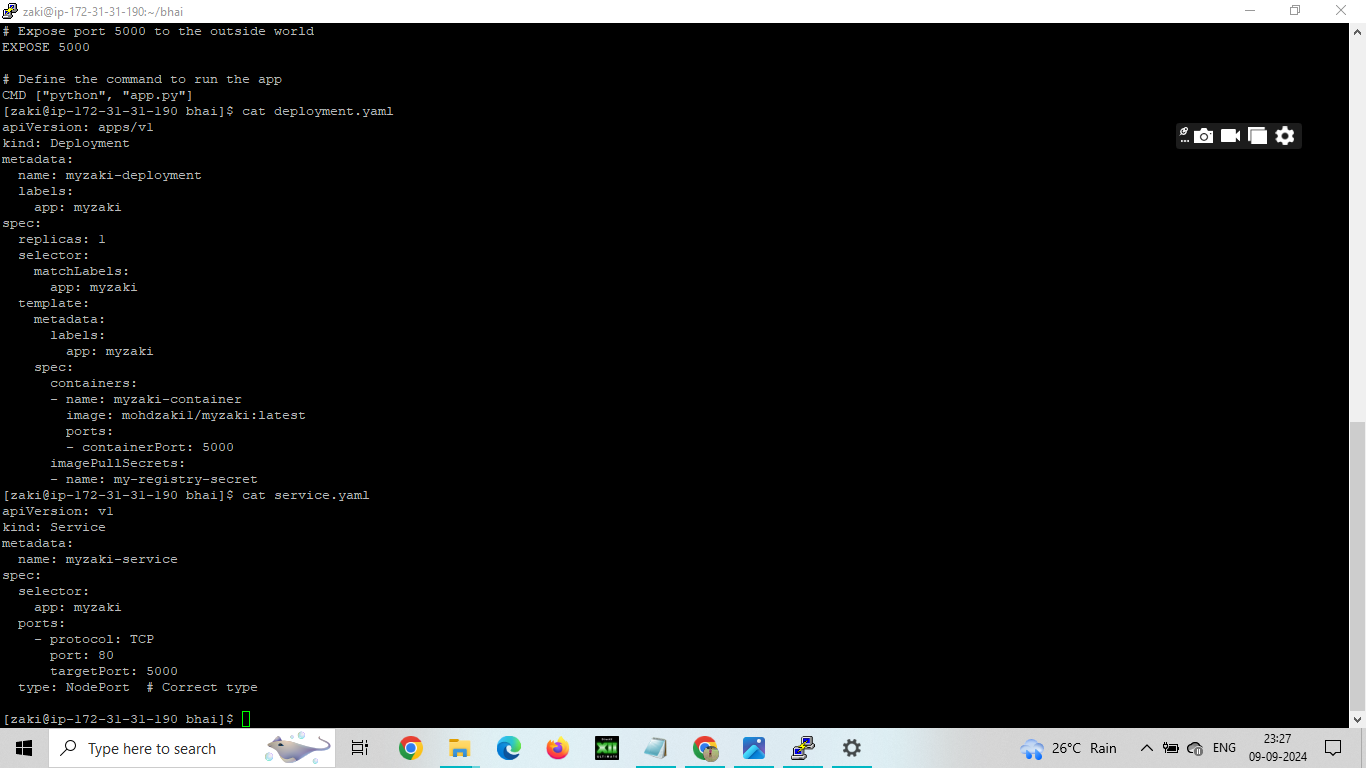 zaki@ip-172-31-31-190:~/bhai
# Expose port 5000 to the outside world
EXPOSE 5000
# Define the command to run the app
CMD ["python", "app.py"]
[zaki@ip-172-31-31-190 bhai]$ cat deployment.yaml
apiVersion: apps/v1
kind: Deployment
metadata:
  name: myzaki-deployment
  labels:
    app: myzaki
spec:
  replicas: 1
  selector:
    matchLabels:
      app: myzaki
  template:
    metadata:
      labels:
        app: myzaki
    spec:
      containers:
      - name: myzaki-container
        image: mohdzaki1/myzaki:latest
        ports:
        - containerPort: 5000
      imagePullSecrets:
      - name: my-registry-secret
[zaki@ip-172-31-31-190 bhai]$ cat service.yaml
apiVersion: v1
kind: Service
metadata:
  name: myzaki-service
spec:
  selector:
    app: myzaki
  ports:
    - protocol: TCP
      port: 80
      targetPort: 5000
  type: NodePort  # Correct type
[zaki@ip-172-31-31-190 bhai]$
Type here to search
XII
26°C Rain
ENG
23:27
09-09-2024